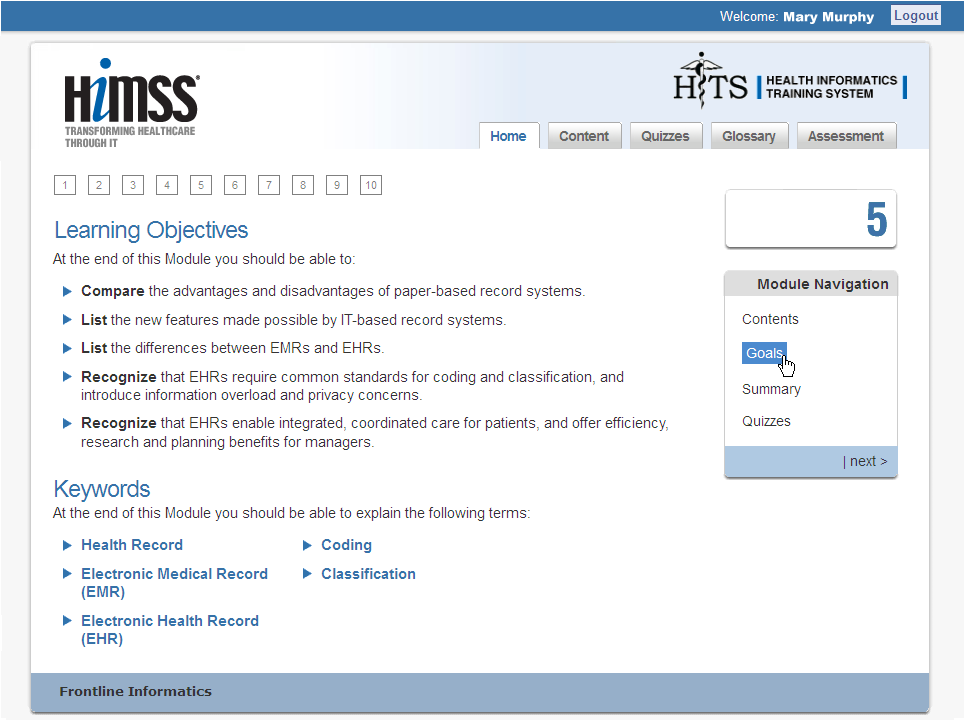 Welcome: Mary Murphy Logout
HiMSS
TRANSFORMING HEALTHCARE
THROUGH IT
HITS HEALTH INFORMATICS
TRAINING SYSTEM
Home Content Quizzes Glossary Assessment
1 2 3 4 5 6 7 8 9 10
5
Learning Objectives
At the end of this Module you should be able to:
Compare the advantages and disadvantages of paper-based record systems.
List the new features made possible by IT-based record systems.
List the differences between EMRs and EHRs.
Recognize that EHRs require common standards for coding and classification, and
introduce information overload and privacy concerns.
Recognize that EHRs enable integrated, coordinated care for patients, and offer efficiency,
research and planning benefits for managers.
Keywords
At the end of this Module you should be able to explain the following terms:
Health Record
Electronic Medical Record
(EMR)
Electronic Health Record
(EHR)
Coding
Classification
Module Navigation
Contents
Goals
Summary
Quizzes
| next >
Frontline Informatics